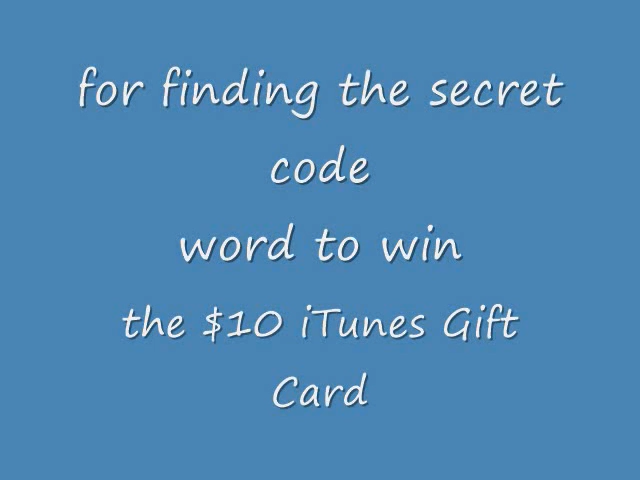 for finding the secret
code
word to win
the $10 iTunes Gift
Card